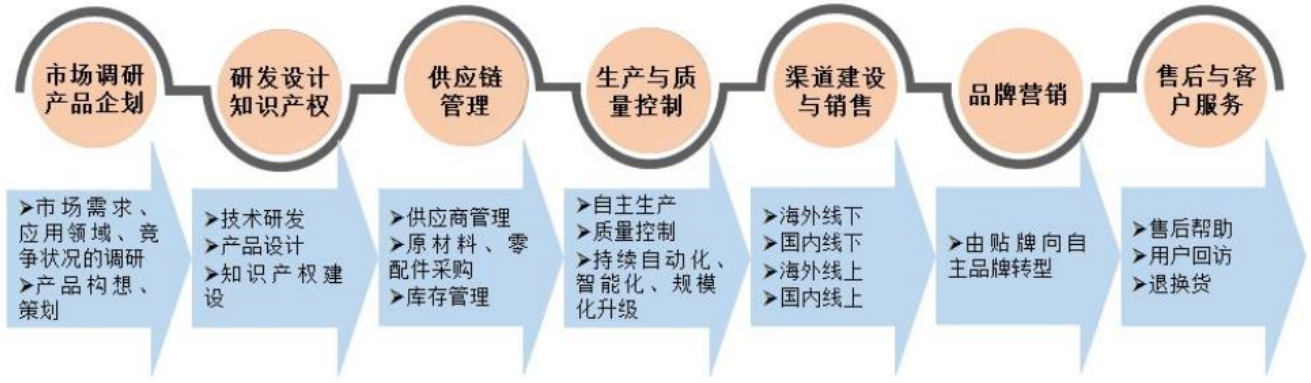 市场调研
产品企划
研发设计
知识产权
供应链
管理
生产与质
量控制
渠道建设
与销售
品牌营销
售后与客
户服务
➢市场需求、
应用领域、竞
争状况的调研
➢产品构想、
策划
➢技术研发
➢产品设计
➢知识产权建
设
➢供应商管理
➢原材料、零
配件采购
➢库存管理
➢自主生产
➢质量控制
➢持续自动化、
智能化、规模
化升级
➢海外线下
➢国内线下
➢海外线上
➢国内线上
➢由贴牌向自
主品牌转型
➢售后帮助
➢用户回访
➢退换货